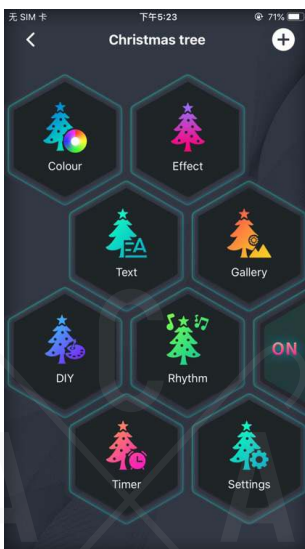 无 SIM 卡 下午5:23 71%
Christmas tree
Colour Effect
Text Gallery
DIY Rhythm ON
Timer Settings